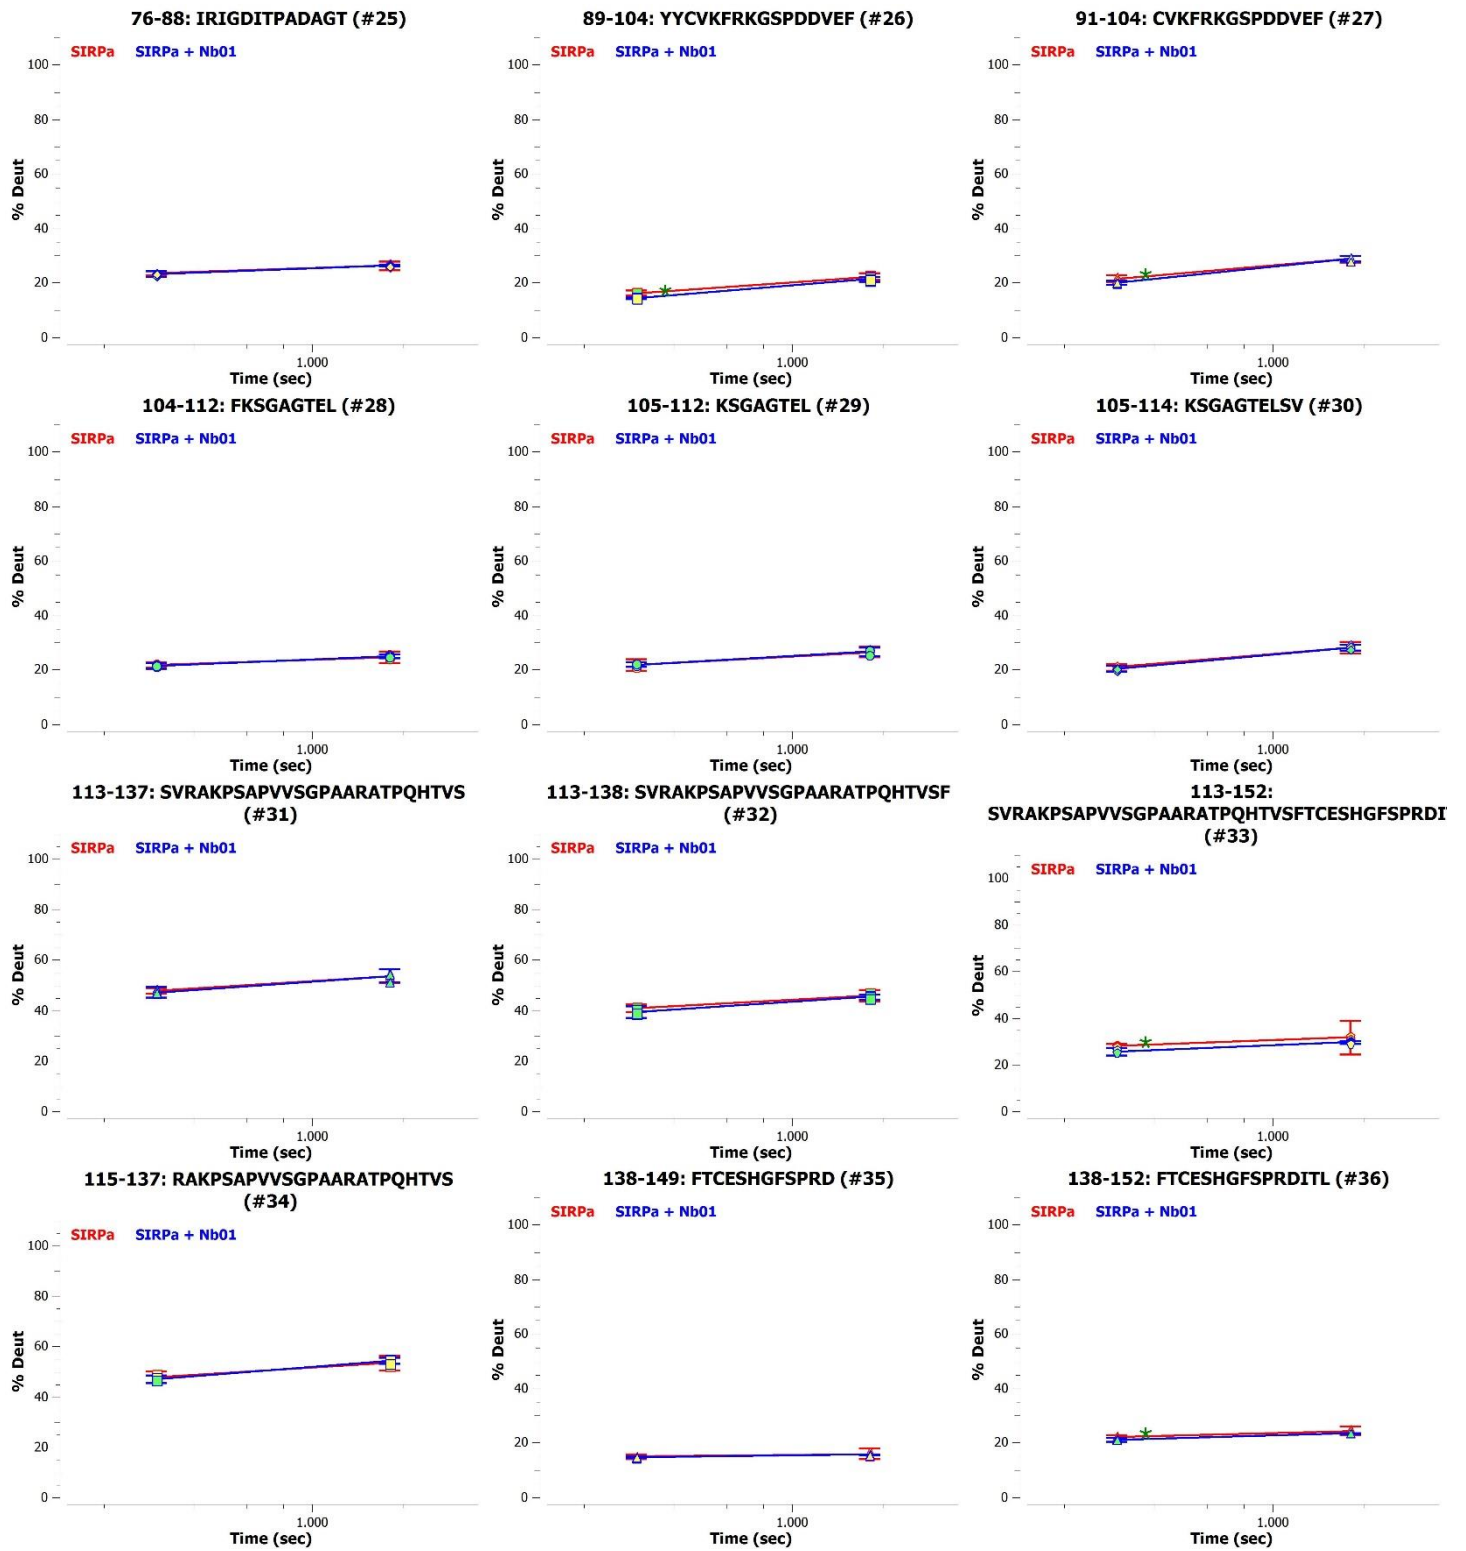 76-88: IRIGDITPADAGT (#25)
SIRPa SIRPa + Nb01
100
80
60
40
20
0
% Deut
1.000
Time (sec)
89-104: YYCVKFRKGSPDDVEF (#26)
SIRPa SIRPa + Nb01
100
80
60
40
20
0
% Deut
1.000
Time (sec)
91-104: CVKFRKGSPDDVEF (#27)
SIRPa SIRPa + Nb01
100
80
60
40
20
0
% Deut
1.000
Time (sec)
104-112: FKSGAGTEL (#28)
SIRPa SIRPa + Nb01
100
80
60
40
20
0
% Deut
1.000
Time (sec)
105-112: KSGAGTEL (#29)
SIRPa SIRPa + Nb01
100
80
60
40
20
0
% Deut
1.000
Time (sec)
105-114: KSGAGTELSV (#30)
SIRPa SIRPa + Nb01
100
80
60
40
20
0
% Deut
1.000
Time (sec)
113-137: SVRAKPSAPVVSGPAARATPQHTVS
(#31)
SIRPa SIRPa + Nb01
100
80
60
40
20
0
% Deut
1.000
Time (sec)
113-138: SVRAKPSAPVVSGPAARATPQHTVSF
(#32)
SIRPa SIRPa + Nb01
100
80
60
40
20
0
% Deut
1.000
Time (sec)
113-152:
SVRAKPSAPVVSGPAARATPQHTVSFTCESHGFSPRDI
(#33)
SIRPa SIRPa + Nb01
100
80
60
40
20
0
% Deut
1.000
Time (sec)
115-137: RAKPSAPVVSGPAARATPQHTVS
(#34)
SIRPa SIRPa + Nb01
100
80
60
40
20
0
% Deut
1.000
Time (sec)
138-149: FTCESHGFSPRD (#35)
SIRPa SIRPa + Nb01
100
80
60
40
20
0
% Deut
1.000
Time (sec)
138-152: FTCESHGFSPRDITL (#36)
SIRPa SIRPa + Nb01
100
80
60
40
20
0
% Deut
1.000
Time (sec)